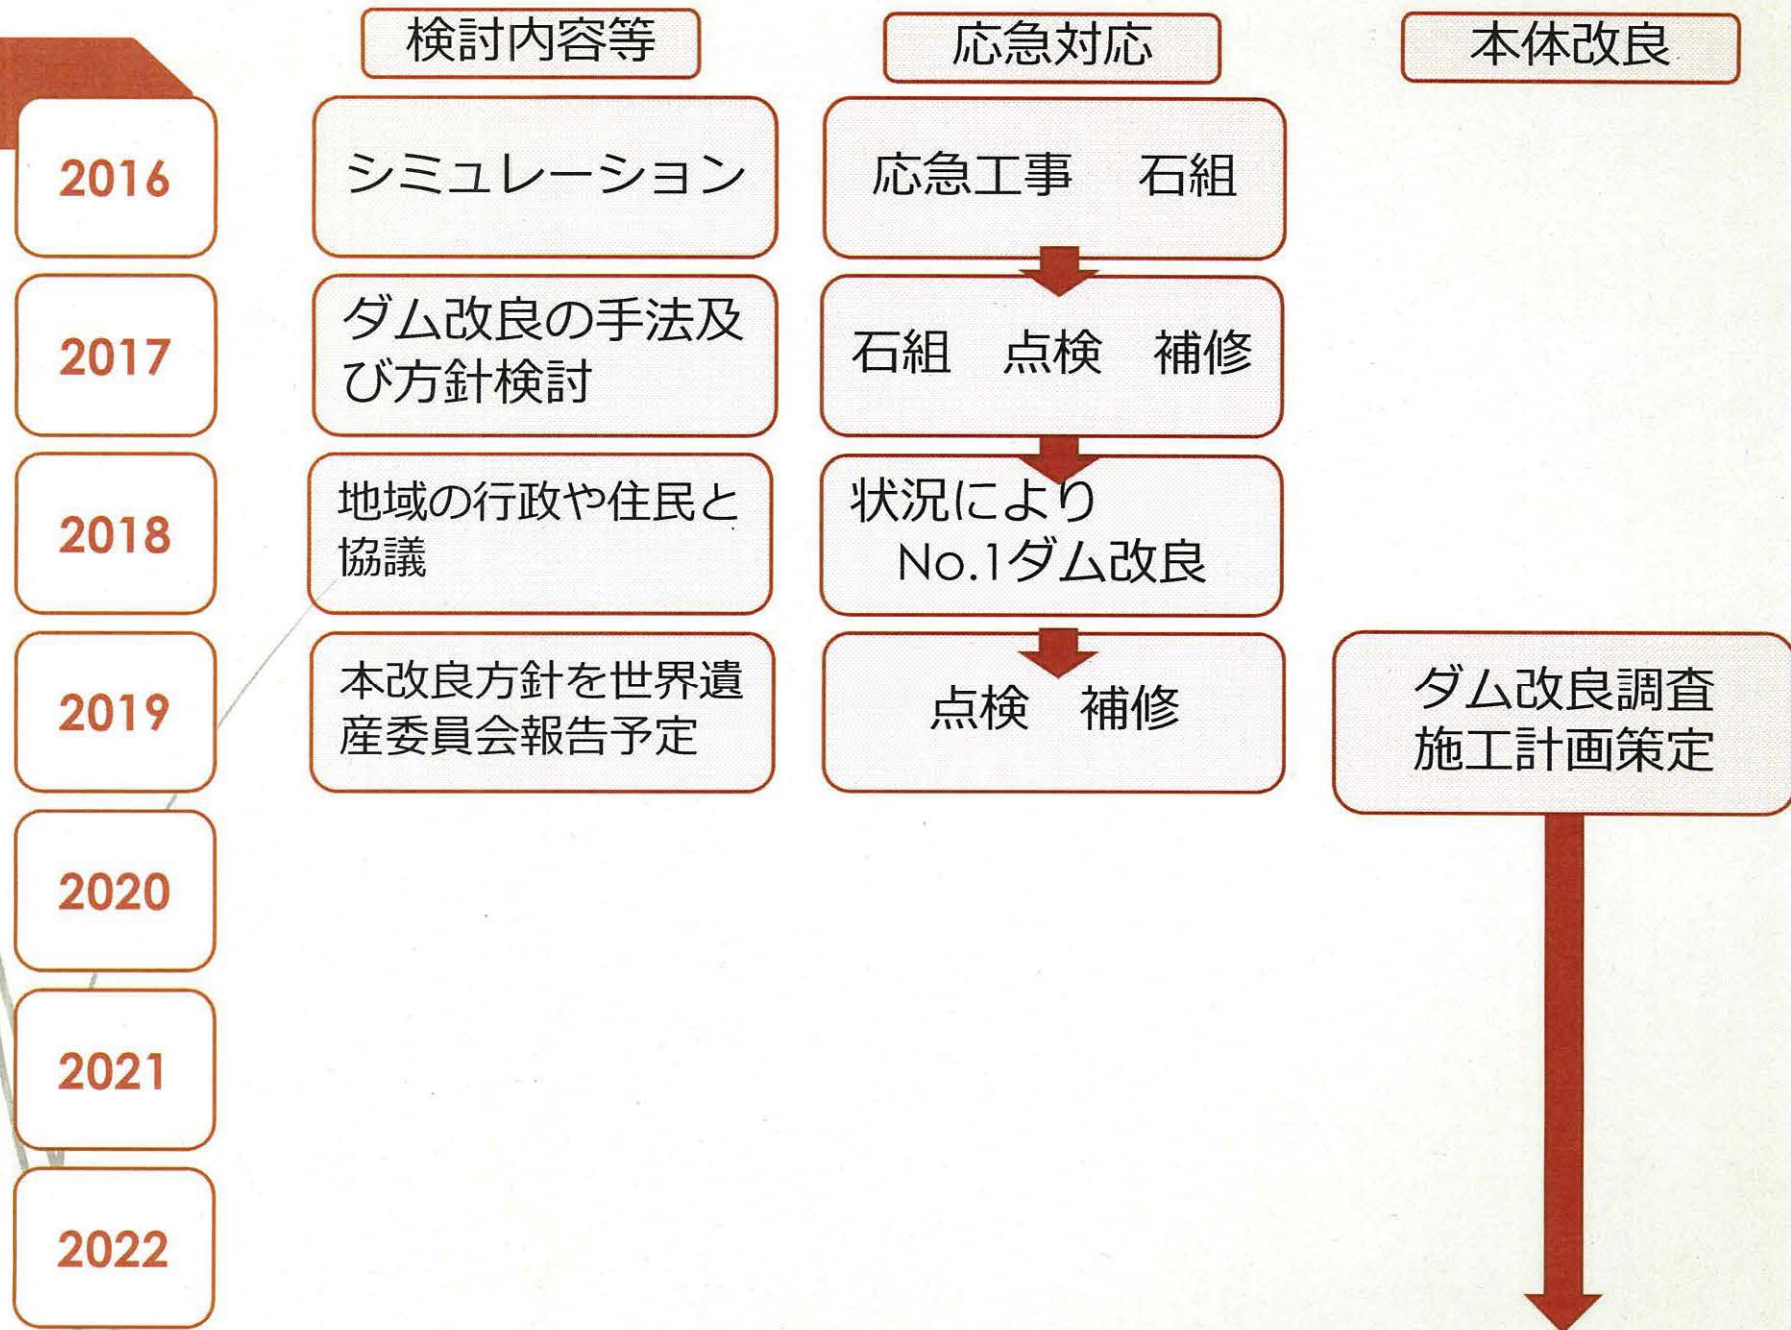 検討内容等
応急対応
本体改良
2016
シミュレーション
応急工事　石組
2017
ダム改良の手法及
び方針検討
石組　点検　補修
2018
地域の行政や住民と
協議
状況により
No.1ダム改良
2019
本改良方針を世界遺
産委員会報告予定
点検　補修
ダム改良調査
施工計画策定
2020
2021
2022